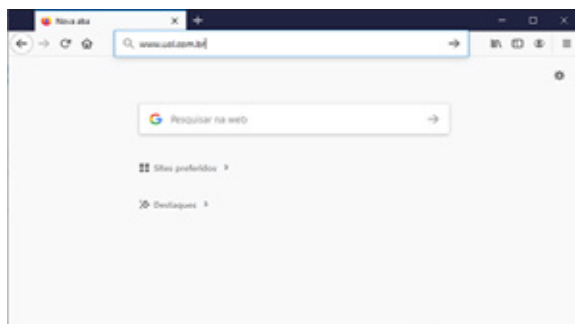 Nova aba
www.uol.com.br
Pesquisar na web
Sites preferidos
Destaques